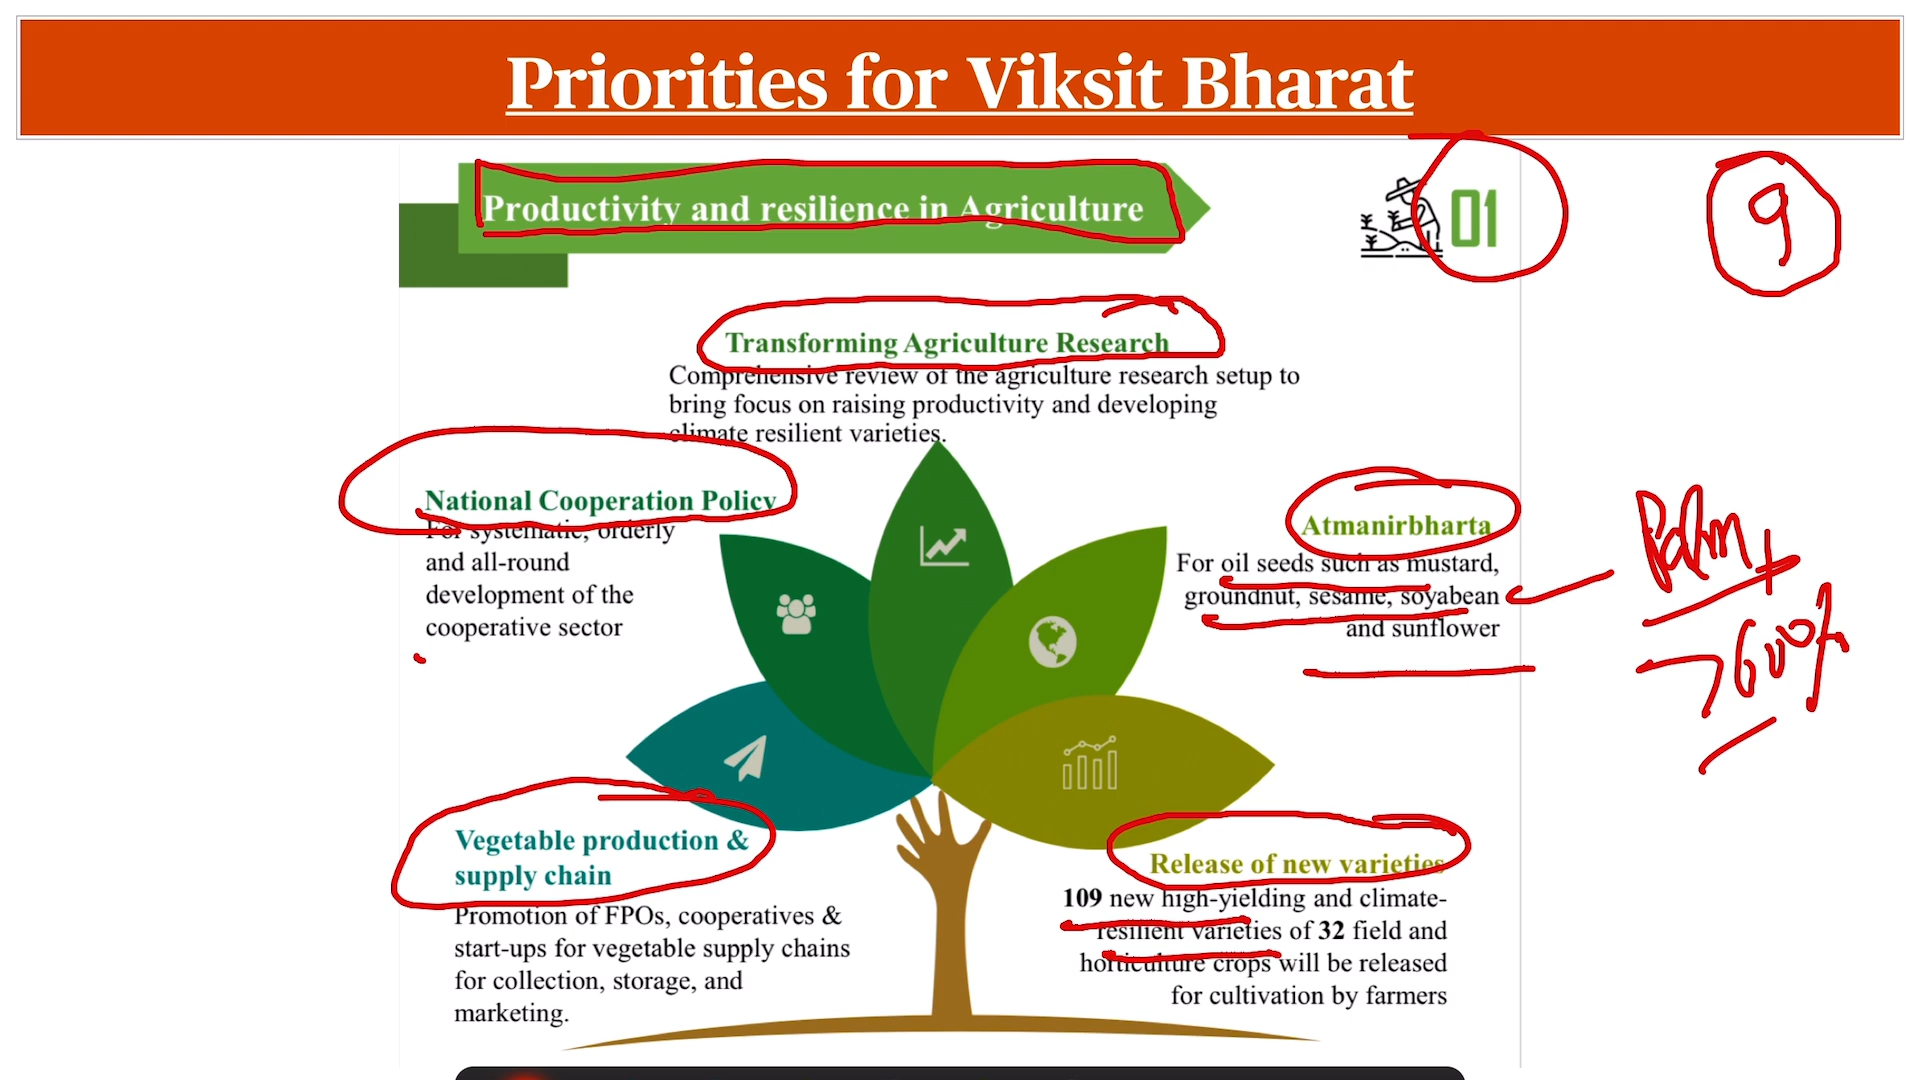 Priorities for Viksit Bharat
Productivity and resilience in Agriculture
01
9
Transforming Agriculture Research
Comprehensive review of the agriculture research setup to
bring focus on raising productivity and developing
climate resilient varieties.
National Cooperation Policy
For systematic, orderly
and all-round
development of the
cooperative sector
Atmanirbharta
For oil seeds such as mustard,
groundnut, sesame, soyabean
and sunflower
Palm
Vegetable production &
supply chain
Promotion of FPOs, cooperatives &
start-ups for vegetable supply chains
for collection, storage, and
marketing.
Release of new varieties
109 new high-yielding and climate-
resilient varieties of 32 field and
horticulture crops will be released
for cultivation by farmers